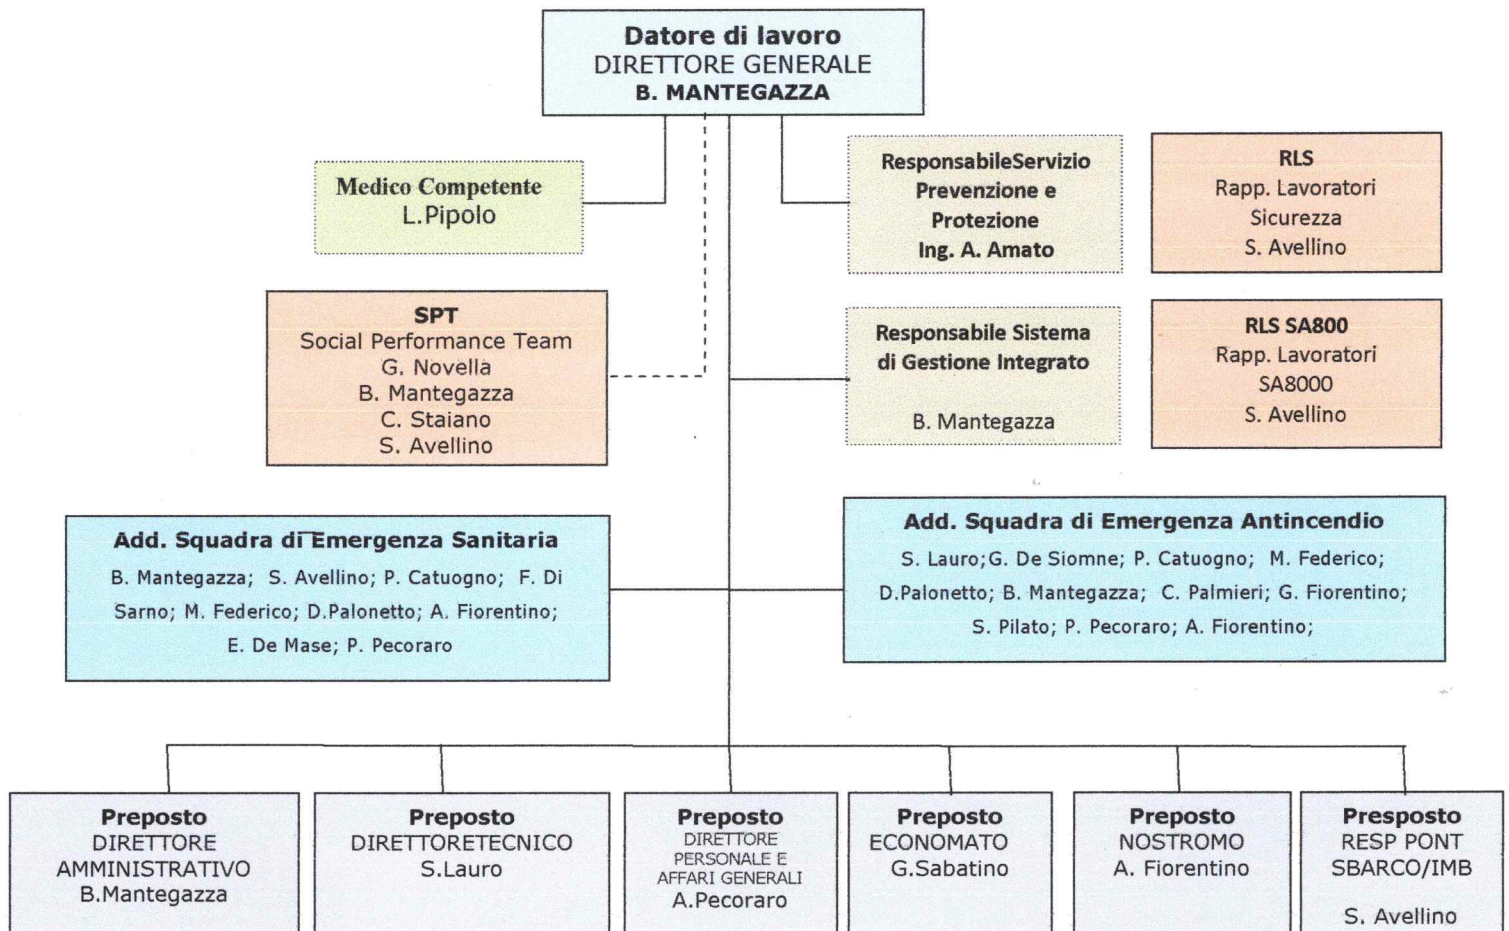 Datore di lavoro
DIRETTORE GENERALE
B. MANTEGAZZA
Medico Competente
L.Pipolo
ResponsabileServizio
Prevenzione e
Protezione
Ing. A. Amato
RLS
Rapp. Lavoratori
Sicurezza
S. Avellino
SPT
Social Performance Team
G. Novella
B. Mantegazza
C. Staiano
S. Avellino
Responsabile Sistema
di Gestione Integrato
B. Mantegazza
RLS SA800
Rapp. Lavoratori
SA8000
S. Avellino
Add. Squadra di Emergenza Sanitaria
B. Mantegazza; S. Avellino; P. Catuogno; F. Di
Sarno; M. Federico; D.Palonetto; A. Fiorentino;
E. De Mase; P. Pecoraro
Add. Squadra di Emergenza Antincendio
S. Lauro;G. De Siomne; P. Catuogno; M. Federico;
D.Palonetto; B. Mantegazza; C. Palmieri; G. Fiorentino;
S. Pilato; P. Pecoraro; A. Fiorentino;
Preposto
DIRETTORE
AMMINISTRATIVO
B.Mantegazza
Preposto
DIRETTORETECNICO
S.Lauro
Preposto
DIRETTORE
PERSONALE E
AFFARI GENERALI
A.Pecoraro
Preposto
ECONOMATO
G.Sabatino
Preposto
NOSTROMO
A. Fiorentino
Presposto
RESP PONT
SBARCO/IMB
S. Avellino